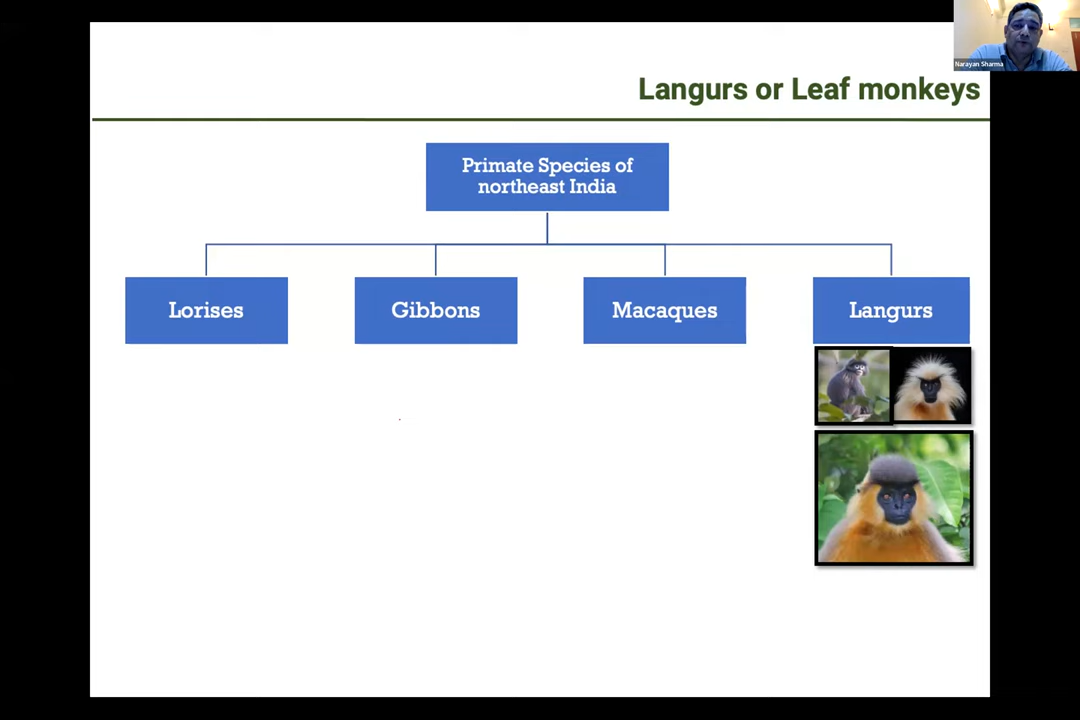 Narayan Sharma
Langurs or Leaf monkeys
Primate Species of
northeast India
Lorises
Gibbons
Macaques
Langurs